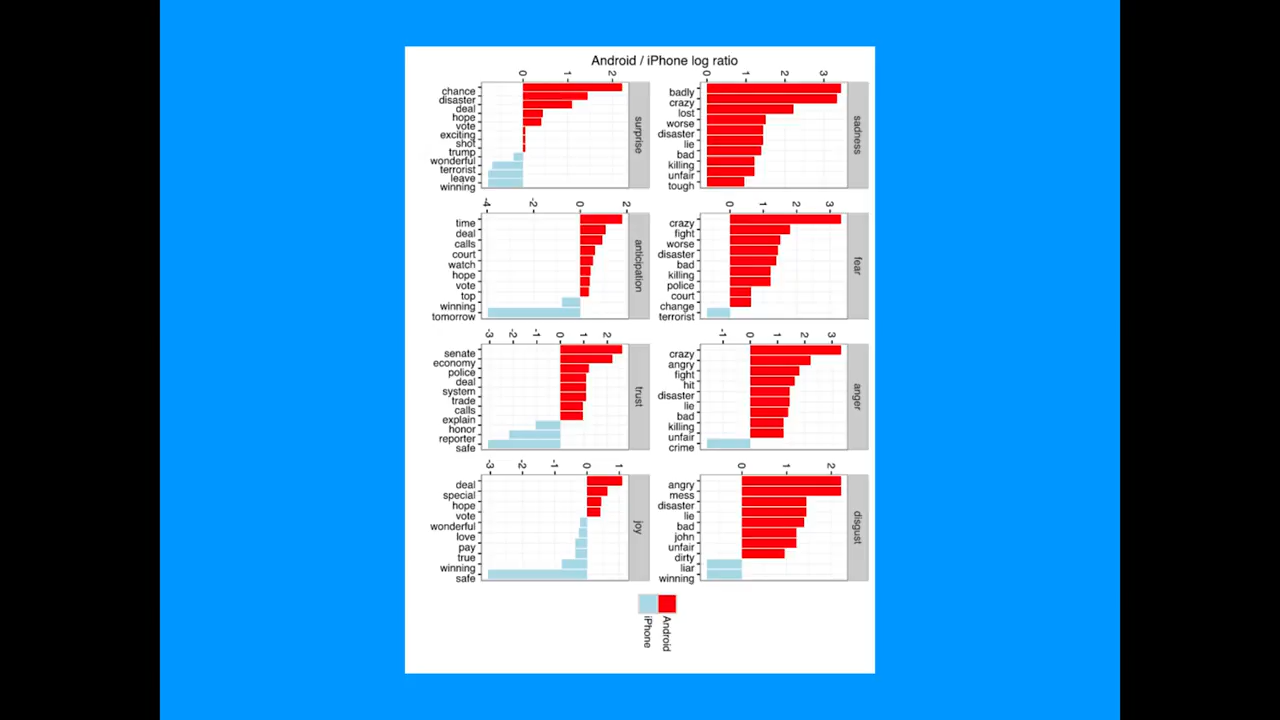 Android / iPhone log ratio
0 1 2
chance
disaster
deal
hope
vote
exciting
shot
trump
wonderful
terrorist
leave
winning
surprise
0 1 2 3
badly
crazy
lost
worse
disaster
lie
bad
killing
unfair
tough
sadness
-4 -2 0 2
time
deal
calls
court
watch
hope
vote
top
winning
tomorrow
anticipation
0 1 2 3
crazy
fight
worse
disaster
bad
killing
police
court
change
terrorist
fear
-3 -2 -1 0 1 2
senate
economy
police
deal
system
trade
calls
explain
honor
reporter
safe
trust
-1 0 1 2 3
crazy
angry
fight
hit
disaster
lie
bad
killing
unfair
crime
anger
-3 -2 -1 0 1
deal
special
hope
vote
wonderful
love
pay
true
winning
safe
joy
0 1 2
angry
mess
disaster
lie
bad
john
unfair
dirty
liar
winning
disgust
Android
iPhone